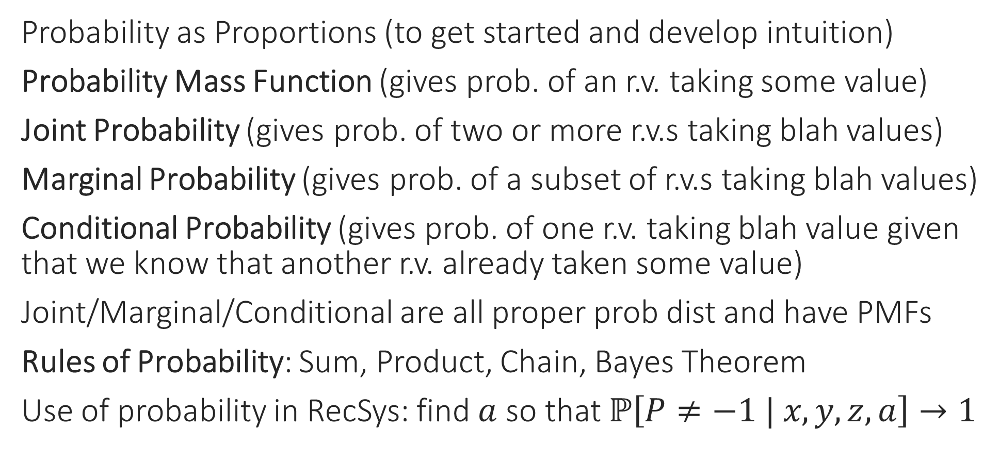 Probability as Proportions (to get started and develop intuition)
Probability Mass Function (gives prob. of an r.v. taking some value)
Joint Probability (gives prob. of two or more r.v.s taking blah values)
Marginal Probability (gives prob. of a subset of r.v.s taking blah values)
Conditional Probability (gives prob. of one r.v. taking blah value given
that we know that another r.v. already taken some value)
Joint/Marginal/Conditional are all proper prob dist and have PMFs
Rules of Probability: Sum, Product, Chain, Bayes Theorem
Use of probability in RecSys: find 𝑎 so that ℙ[𝑃 ≠ −1 | 𝑥, 𝑦, 𝑧, 𝑎] → 1